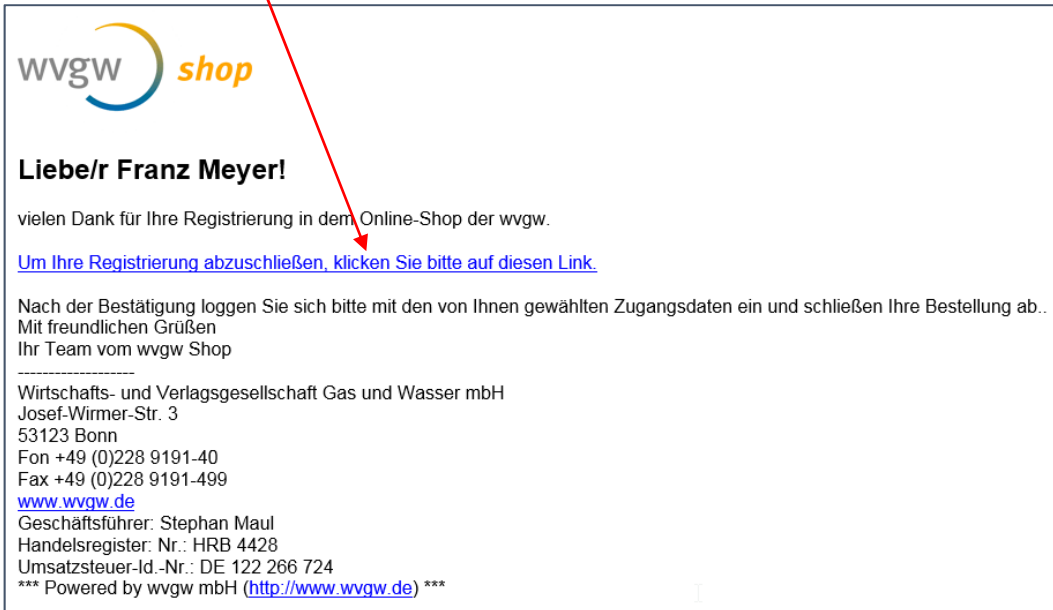 wvgw shop
Liebe/r Franz Meyer!
vielen Dank für Ihre Registrierung in dem Online-Shop der wvgw.
Um Ihre Registrierung abzuschließen, klicken Sie bitte auf diesen Link.
Nach der Bestätigung loggen Sie sich bitte mit den von Ihnen gewählten Zugangsdaten ein und schließen Ihre Bestellung ab..
Mit freundlichen Grüßen
Ihr Team vom wvgw Shop
-------------------
Wirtschafts- und Verlagsgesellschaft Gas und Wasser mbH
Josef-Wirmer-Str. 3
53123 Bonn
Fon +49 (0)228 9191-40
Fax +49 (0)228 9191-499
www.wvgw.de
Geschäftsführer: Stephan Maul
Handelsregister: Nr.: HRB 4428
Umsatzsteuer-Id.-Nr.: DE 122 266 724
*** Powered by wvgw mbH (http://www.wvgw.de) ***